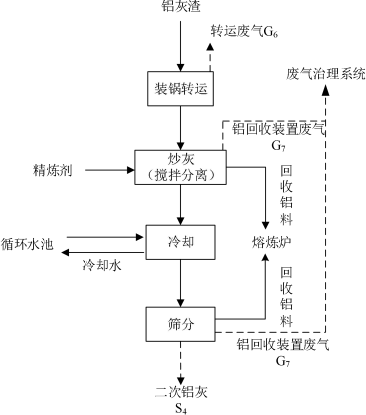 铝灰渣
转运废气G6
废气治理系统
装锅转运
铝回收装置废气
G7
精炼剂
炒灰
（搅拌分离）
回收铝料
循环水池
冷却
熔炼炉
冷却水
回收铝料
筛分
铝回收装置废气
G7
二次铝灰
S4